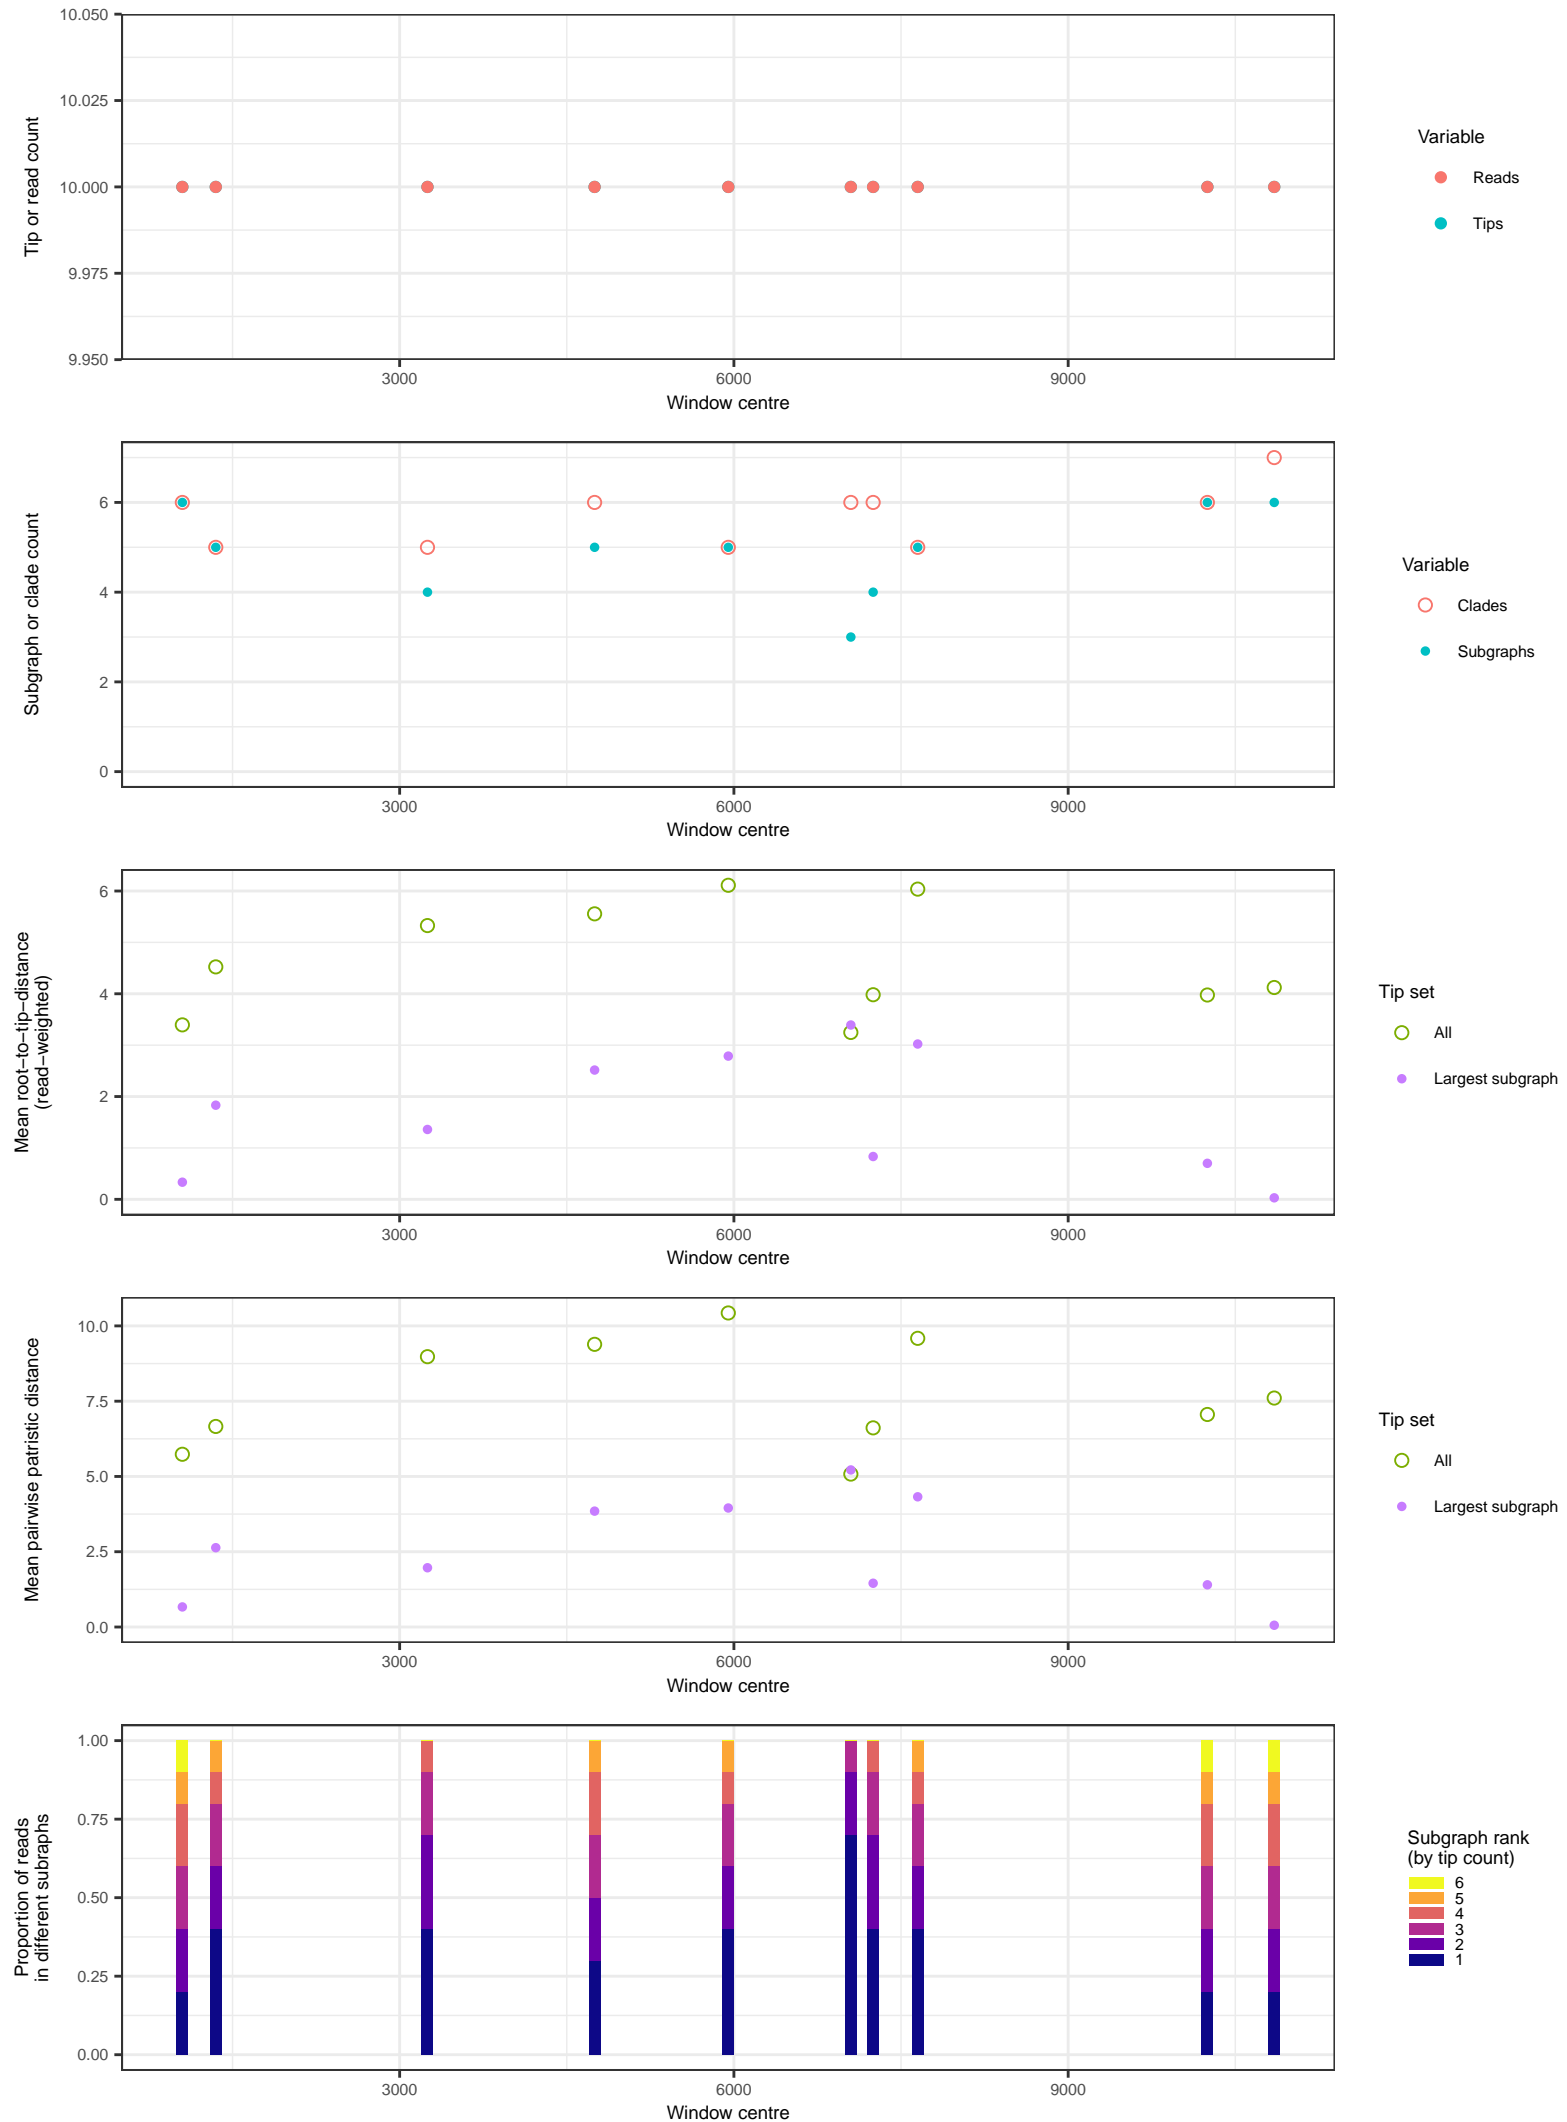 10.050
10.025
10.000
9.975
9.950
Tip or read count
3000
6000
9000
Window centre
Variable
Reads
Tips
6
4
2
0
Subgraph or clade count
3000
6000
9000
Window centre
Variable
Clades
Subgraphs
6
4
2
0
Mean root−to−tip−distance
(read−weighted)
3000
6000
9000
Window centre
Tip set
All
Largest subgraph
10.0
7.5
5.0
2.5
0.0
Mean pairwise patristic distance
3000
6000
9000
Window centre
Tip set
All
Largest subgraph
1.00
0.75
0.50
0.25
0.00
Proportion of reads
in different subraphs
3000
6000
9000
Window centre
Subgraph rank
(by tip count)
6
5
4
3
2
1